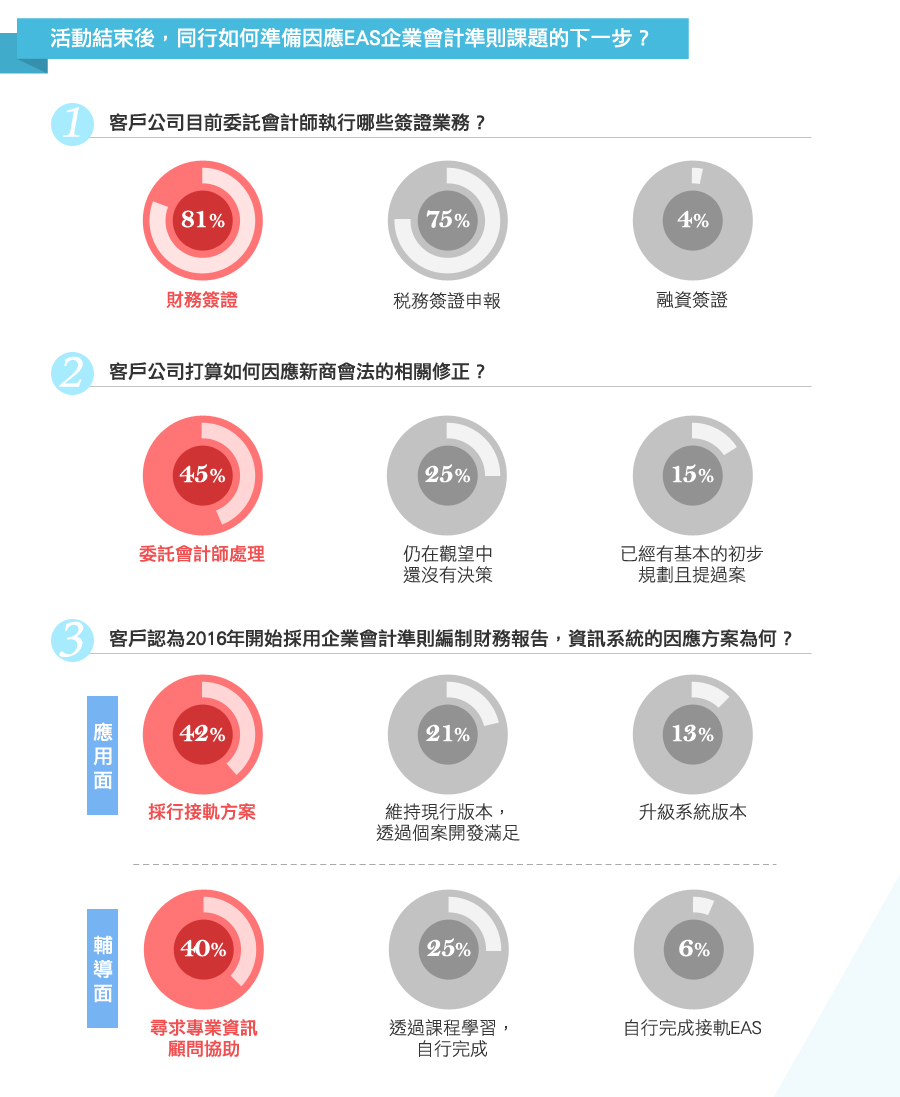 活動結束後，同行如何準備因應EAS企業會計準則課題的下一步？
1 客戶公司目前委託會計師執行哪些簽證業務？
81% 75% 4%
財務簽證 稅務簽證申報 融資簽證
2 客戶公司打算如何因應新商會法的相關修正？
45% 25% 15%
委託會計師處理 仍在觀望中 已經有基本的初步
還沒有決策 規劃且提過案
3 客戶認為2016年開始採用企業會計準則編制財務報告，資訊系統的因應方案為何？
應用面
42% 21% 13%
採行接軌方案 維持現行版本， 升級系統版本
透過個案開發滿足
輔導面
40% 25% 6%
尋求專業資訊 透過課程學習， 自行完成接軌EAS
顧問協助 自行完成